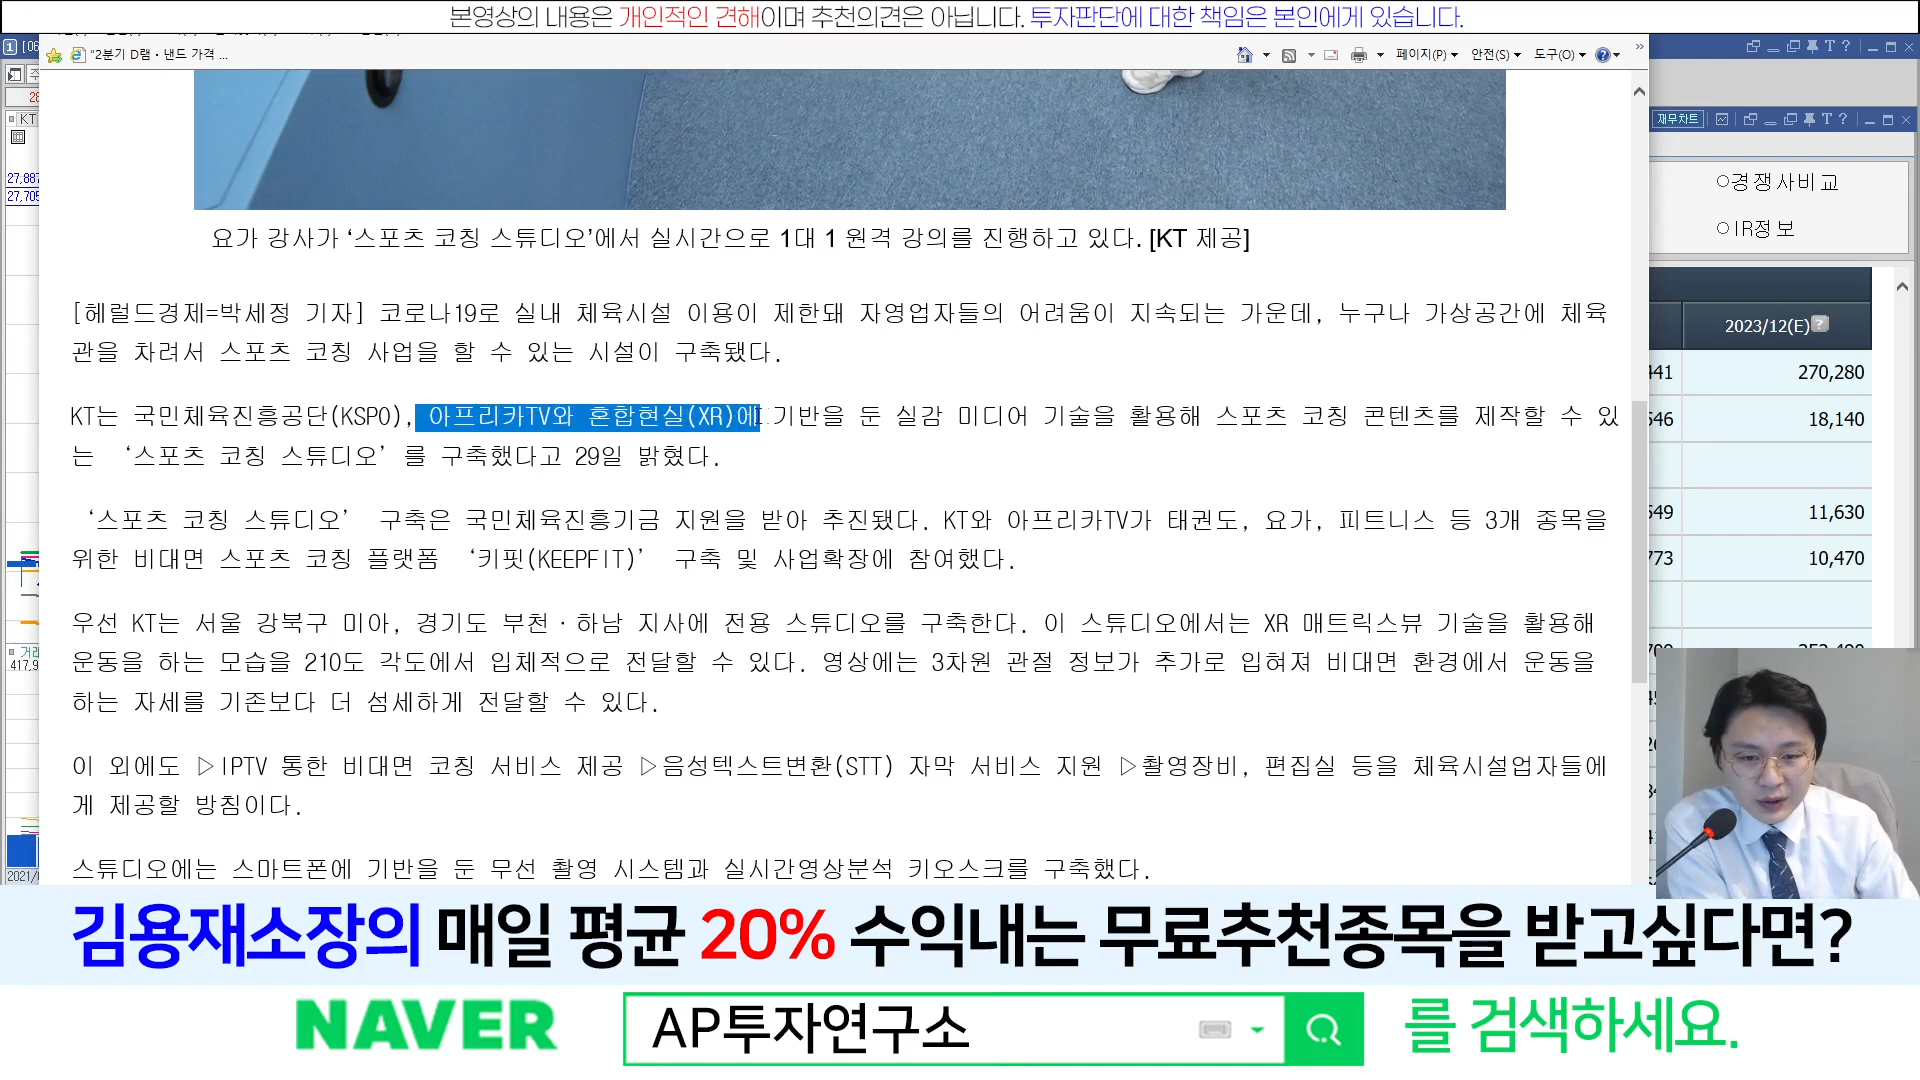 본영상의 내용은 개인적인 견해이며 추천의견은 아닙니다. 투자판단에 대한 책임은 본인에게 있습니다.
1 [06
"2분기 D램·낸드 가격 ...
페이지(P) 안전(S) 도구(O)
KT
재무차트
27,887
27,705
경쟁사비교
IR정보
요가 강사가 ‘스포츠 코칭 스튜디오’에서 실시간으로 1대 1 원격 강의를 진행하고 있다. [KT 제공]
[헤럴드경제=박세정 기자] 코로나19로 실내 체육시설 이용이 제한돼 자영업자들의 어려움이 지속되는 가운데, 누구나 가상공간에 체육
관을 차려서 스포츠 코칭 사업을 할 수 있는 시설이 구축됐다.
2023/12(E)
441 270,280
546 18,140
549 11,630
773 10,470
KT는 국민체육진흥공단(KSPO), 아프리카TV와 혼합현실(XR)에 기반을 둔 실감 미디어 기술을 활용해 스포츠 코칭 콘텐츠를 제작할 수 있
는 ‘스포츠 코칭 스튜디오’를 구축했다고 29일 밝혔다.
‘스포츠 코칭 스튜디오’ 구축은 국민체육진흥기금 지원을 받아 추진됐다. KT와 아프리카TV가 태권도, 요가, 피트니스 등 3개 종목을
위한 비대면 스포츠 코칭 플랫폼 ‘키핏(KEEPFIT)’ 구축 및 사업확장에 참여했다.
우선 KT는 서울 강북구 미아, 경기도 부천·하남 지사에 전용 스튜디오를 구축한다. 이 스튜디오에서는 XR 매트릭스뷰 기술을 활용해
운동을 하는 모습을 210도 각도에서 입체적으로 전달할 수 있다. 영상에는 3차원 관절 정보가 추가로 입혀져 비대면 환경에서 운동을
하는 자세를 기존보다 더 섬세하게 전달할 수 있다.
이 외에도 ▷IPTV 통한 비대면 코칭 서비스 제공 ▷음성텍스트변환(STT) 자막 서비스 지원 ▷촬영장비, 편집실 등을 체육시설업자들에
게 제공할 방침이다.
스튜디오에는 스마트폰에 기반을 둔 무선 촬영 시스템과 실시간영상분석 키오스크를 구축했다.
김용재소장의 매일 평균 20% 수익내는 무료추천종목을 받고싶다면?
NAVER AP투자연구소 를 검색하세요.